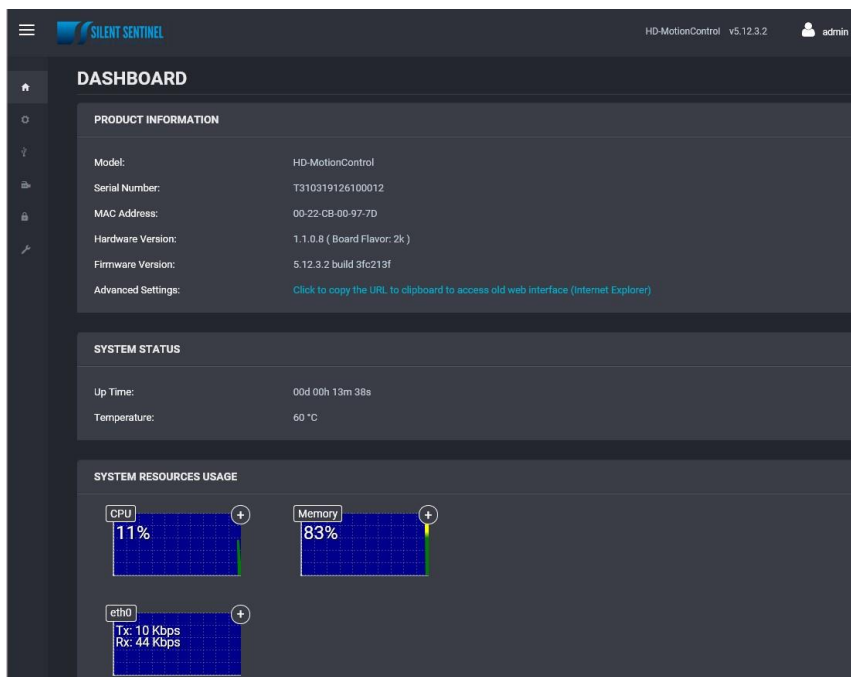 SILENT SENTINEL
HD-MotionControl v5.12.3.2 admin
DASHBOARD
PRODUCT INFORMATION
Model: HD-MotionControl
Serial Number: T310319126100012
MAC Address: 00-22-CB-00-97-7D
Hardware Version: 1.1.0.8 ( Board Flavor: 2k )
Firmware Version: 5.12.3.2 build 3fc213f
Advanced Settings: Click to copy the URL to clipboard to access old web interface (Internet Explorer)
SYSTEM STATUS
Up Time: 00d 00h 13m 38s
Temperature: 60 °C
SYSTEM RESOURCES USAGE
CPU + Memory +
11% 83%
eth0 +
Tx: 10 Kbps
Rx: 44 Kbps